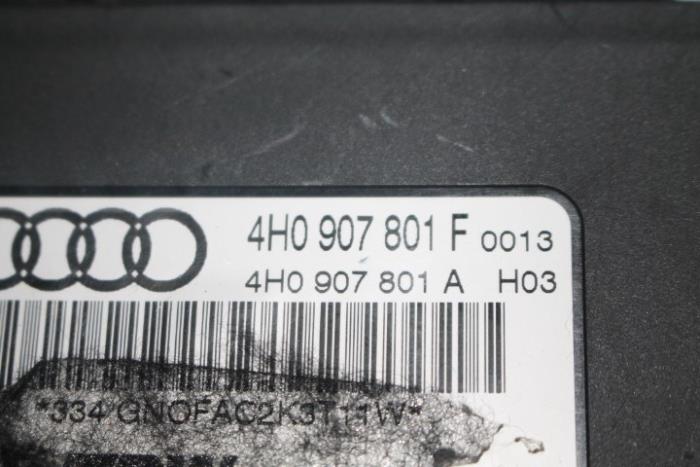 4H0 907 801 F 0013
4H0 907 801 A H03
*334 GNOFAC2K3T11W*